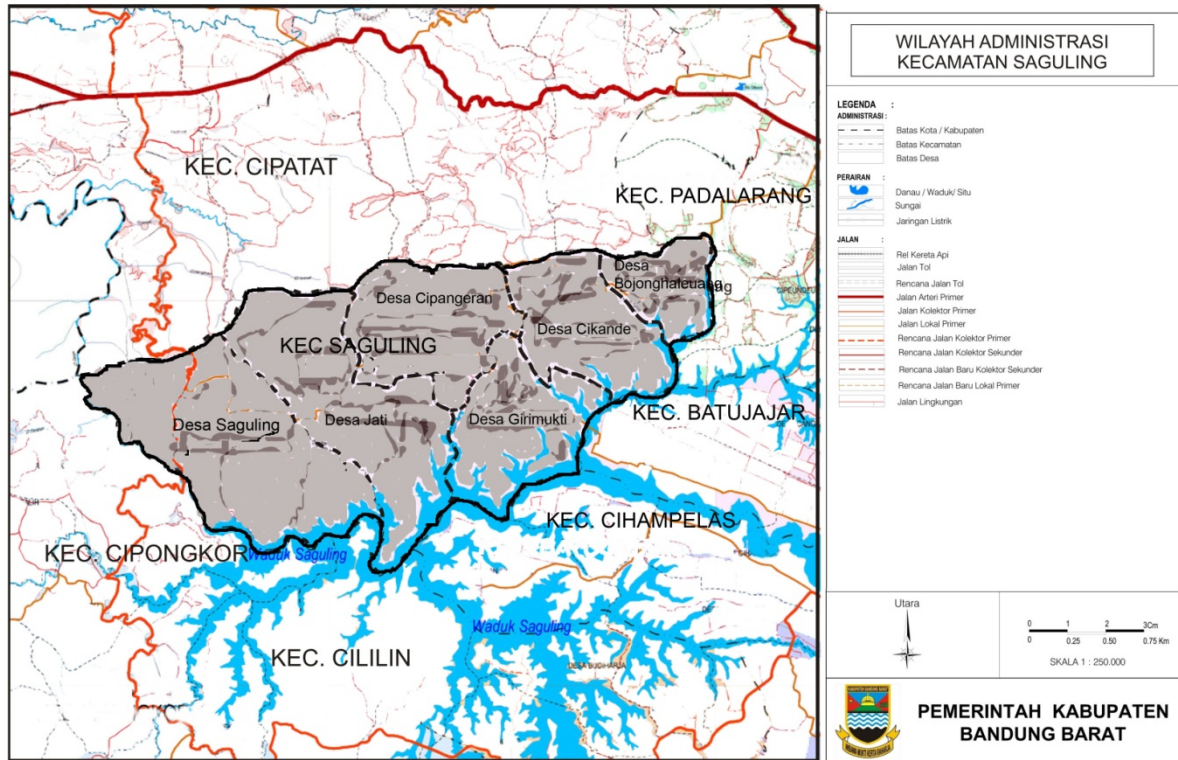 WILAYAH ADMINISTRASI
KECAMATAN SAGULING
LEGENDA :
ADMINISTRASI :
Batas Kota / Kabupaten
Batas Kecamatan
Batas Desa
PERAIRAN :
Danau / Waduk/ Situ
Sungai
Jaringan Listrik
JALAN :
Rel Kereta Api
Jalan Tol
Rencana Jalan Tol
Jalan Arteri Primer
Jalan Kolektor Primer
Jalan Lokal Primer
Rencana Jalan Kolektor Primer
Rencana Jalan Kolektor Sekunder
Rencana Jalan Baru Kolektor Sekunder
Rencana Jalan Baru Lokal Primer
Jalan Lingkungan
Utara
0 1 2 3Cm
0 0.25 0.50 0.75 Km
SKALA 1 : 250.000
PEMERINTAH KABUPATEN
BANDUNG BARAT
KEC. CIPATAT
KEC. PADALARANG
Desa
Bojonghaleuang
Desa Cipangeran
Desa Cikande
KEC SAGULING
KEC. BATUJAJAR
Desa Saguling
Desa Jati
Desa Girimukti
KEC. CIHAMPELAS
KEC. CIPONGKOR
Waduk Saguling
Waduk Saguling
KEC. CILILIN
DESA BUDIHARJA